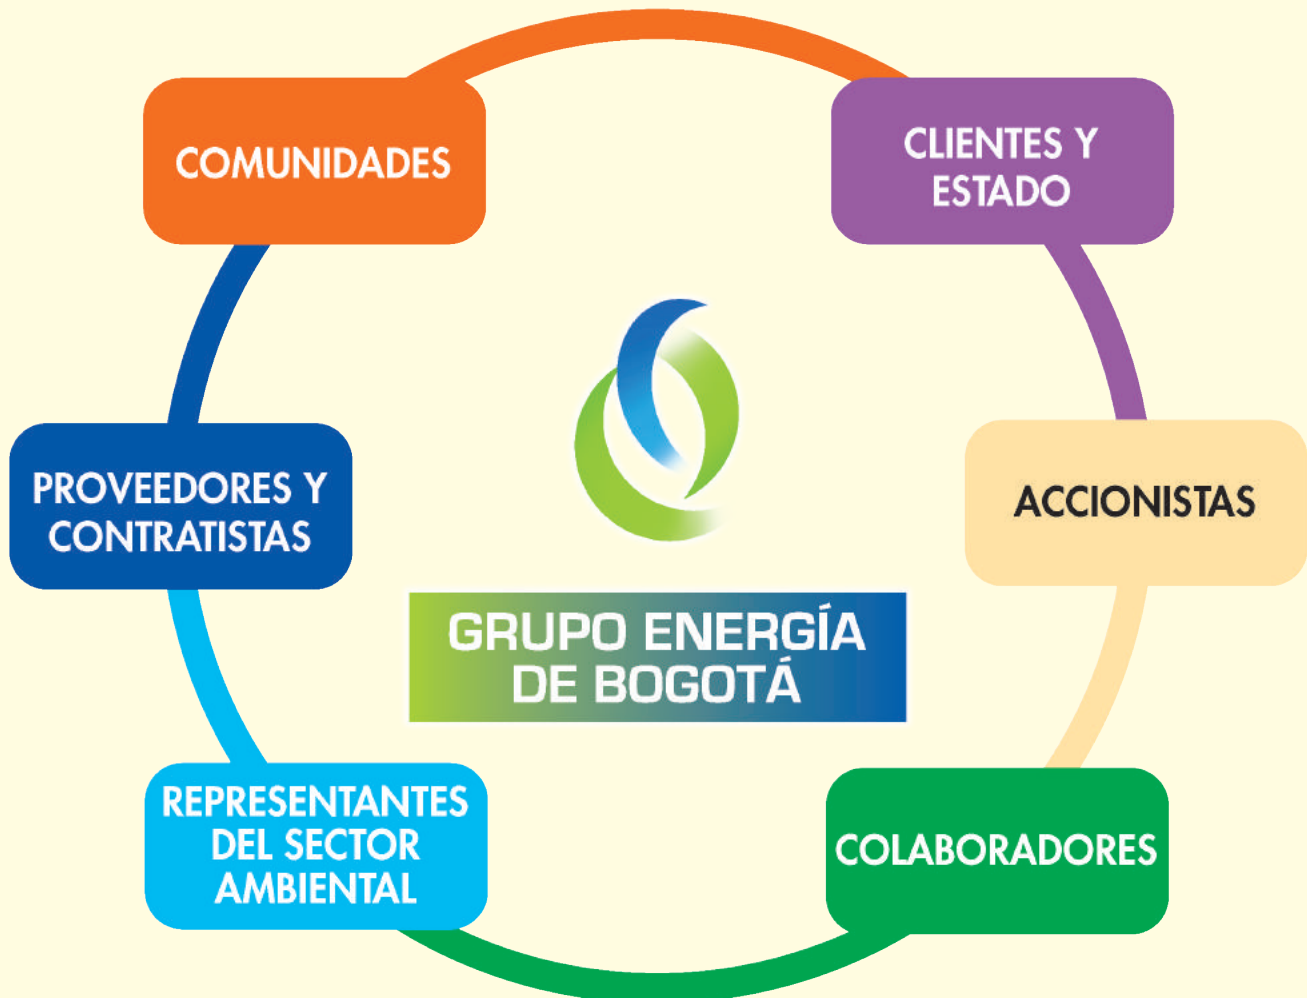 COMUNIDADES
CLIENTES Y
ESTADO
PROVEEDORES Y
CONTRATISTAS
ACCIONISTAS
GRUPO ENERGÍA
DE BOGOTÁ
REPRESENTANTES
DEL SECTOR
AMBIENTAL
COLABORADORES